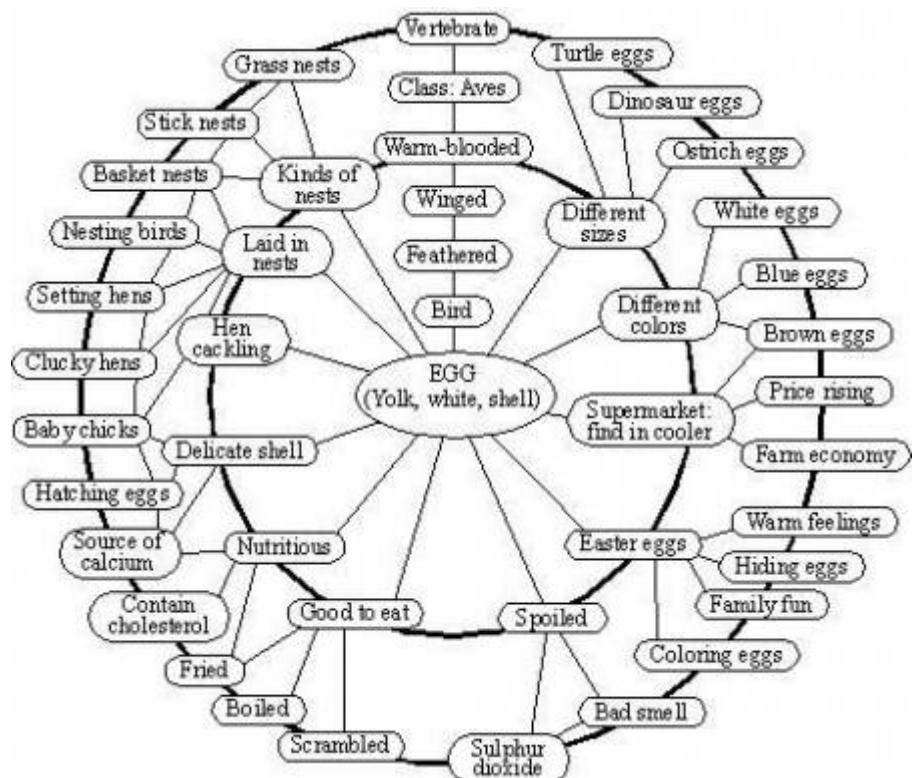 Vertebrate
Turtle eggs
Grass nests
Class: Aves
Dinosaur eggs
Stick nests
Warm-blooded
Ostrich eggs
Basket nests
Kinds of
nests
Winged
Different
sizes
White eggs
Nesting birds
Laid in
nests
Feathered
Blue eggs
Setting hens
Bird
Different
colors
Hen
cackling
Brown eggs
Clucky hens
EGG
(Yolk, white, shell)
Price rising
Supermarket:
find in cooler
Baby chicks
Delicate shell
Farm economy
Hatching eggs
Warm feelings
Source of
calcium
Nutritious
Easter eggs
Hiding eggs
Contain
cholesterol
Good to eat
Spoiled
Family fun
Fried
Coloring eggs
Boiled
Bad smell
Scrambled
Sulphur
dioxide